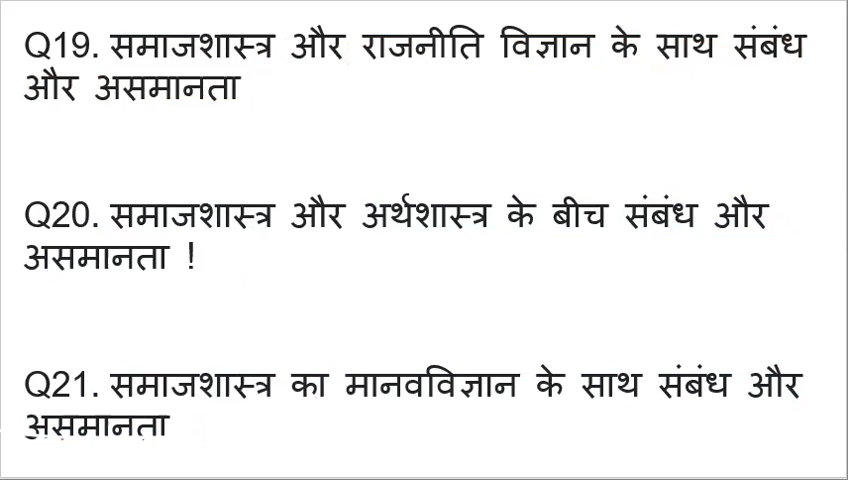 Q19. समाजशास्त्र और राजनीति विज्ञान के साथ संबंध
और असमानता
Q20. समाजशास्त्र और अर्थशास्त्र के बीच संबंध और
असमानता !
Q21. समाजशास्त्र का मानवविज्ञान के साथ संबंध और
असमानता